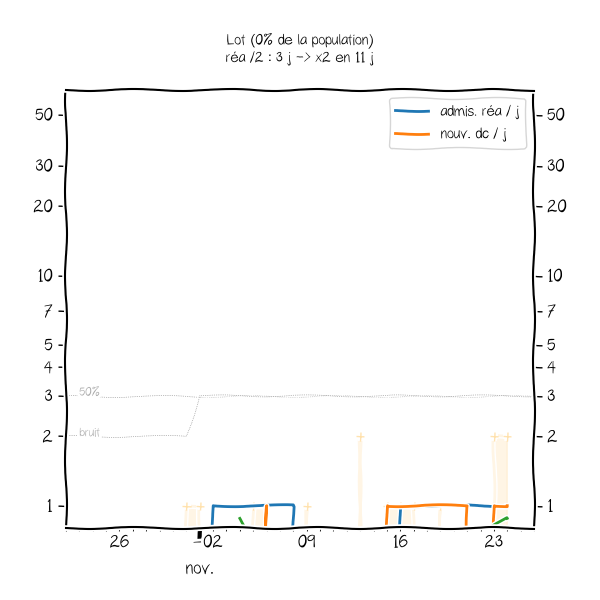 Lot (0% de la population)
réa /2 : 3 j -> x2 en 11 j
admis. réa / j
nouv. dc / j
50 50
30 30
20 20
10 10
7 7
5 5
4 4
3 3
50%
2 2
bruit
1 1
26 02 09 16 23
nov.